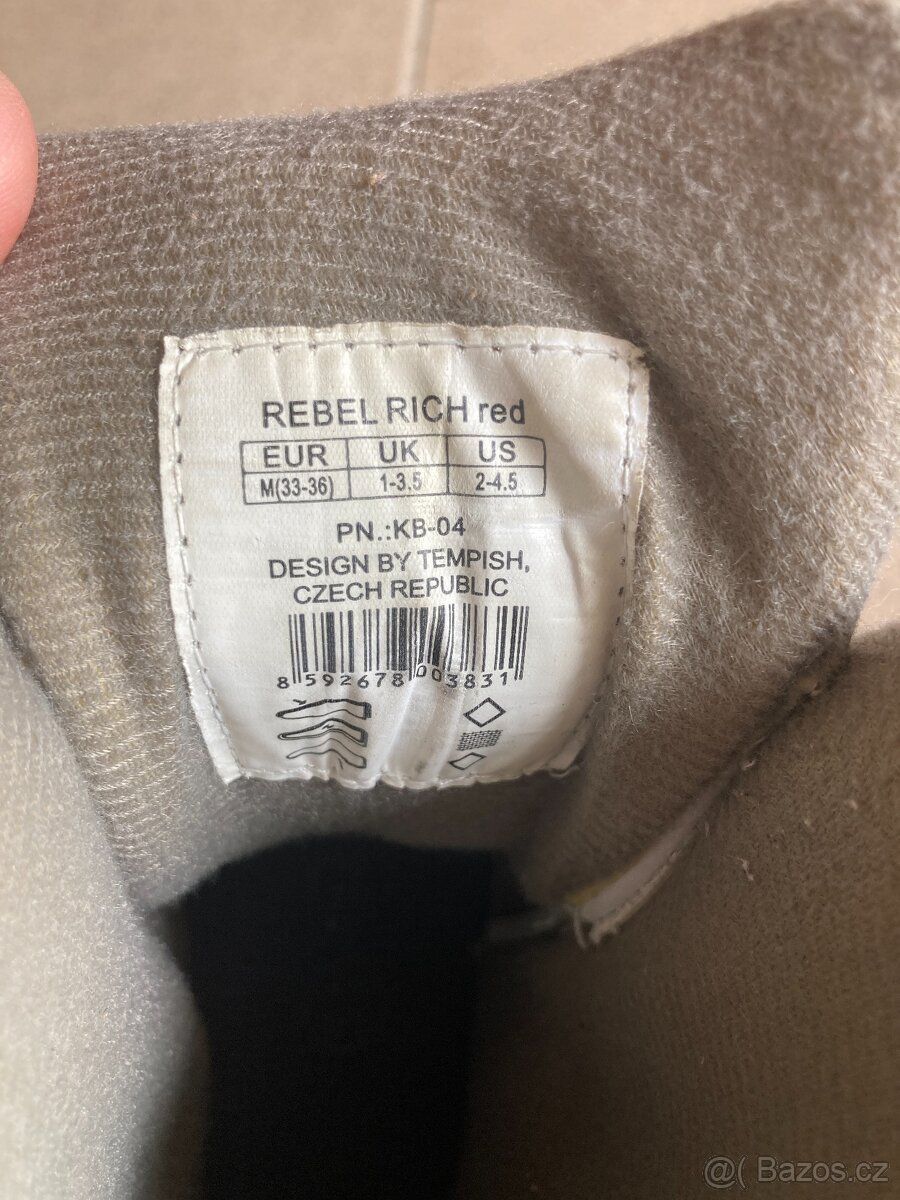 REBEL RICH red
EUR UK US
M(33-36) 1-3.5 2-4.5
PN.:KB-04
DESIGN BY TEMPISH,
CZECH REPUBLIC
8 592678 003831
@( Bazos.cz